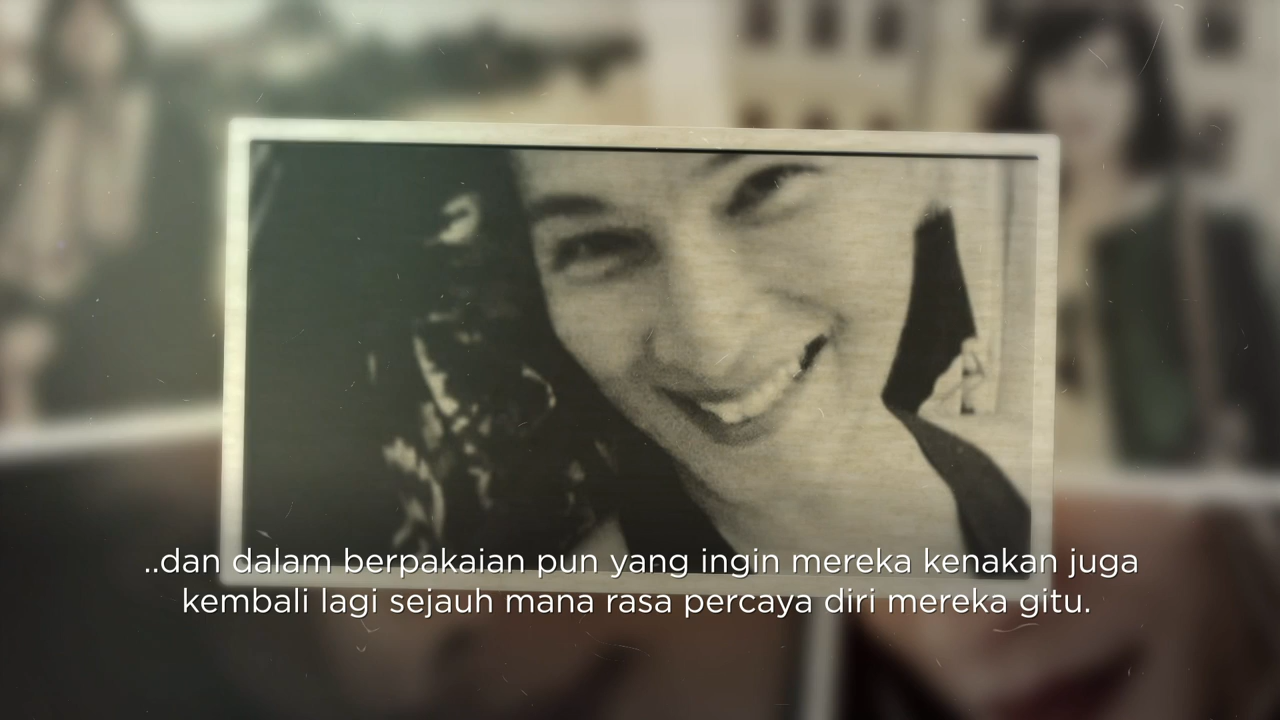 ..dan dalam berpakaian pun yang ingin mereka kenakan juga
kembali lagi sejauh mana rasa percaya diri mereka gitu.